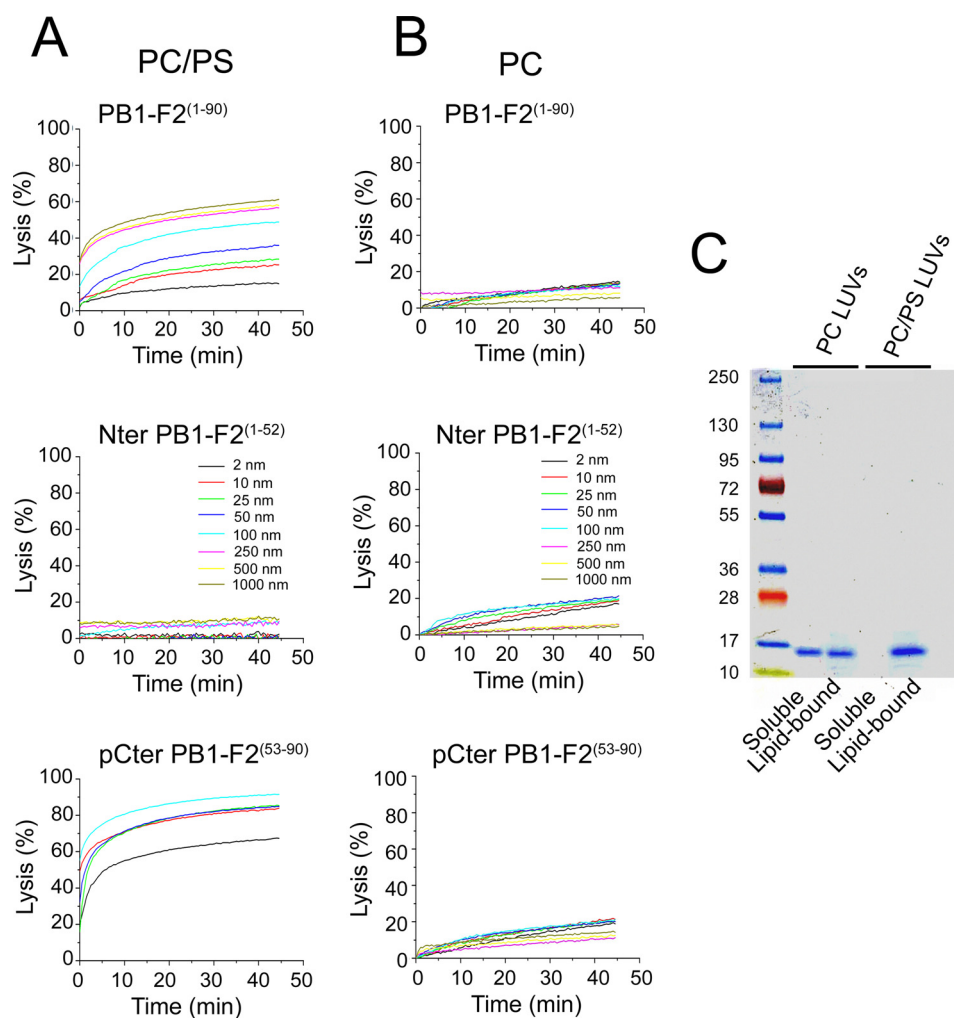 A
PC/PS
PB1-F2(1-90)
Lysis (%)
100
80
60
40
20
0
0 10 20 30 40 50
Time (min)
Nter PB1-F2(1-52)
Lysis (%)
100
80
60
40
20
0
2 nm
10 nm
25 nm
50 nm
100 nm
250 nm
500 nm
1000 nm
0 10 20 30 40 50
Time (min)
pCter PB1-F2(53-90)
Lysis (%)
100
80
60
40
20
0
0 10 20 30 40 50
Time (min)
B
PC
PB1-F2(1-90)
Lysis (%)
100
80
60
40
20
0
0 10 20 30 40 50
Time (min)
Nter PB1-F2(1-52)
Lysis (%)
100
80
60
40
20
0
2 nm
10 nm
25 nm
50 nm
100 nm
250 nm
500 nm
1000 nm
0 10 20 30 40 50
Time (min)
pCter PB1-F2(53-90)
Lysis (%)
100
80
60
40
20
0
0 10 20 30 40 50
Time (min)
C
PC LUVs
PC/PS LUVs
250
130
95
72
55
36
28
17
10
Soluble
Lipid-bound
Soluble
Lipid-bound